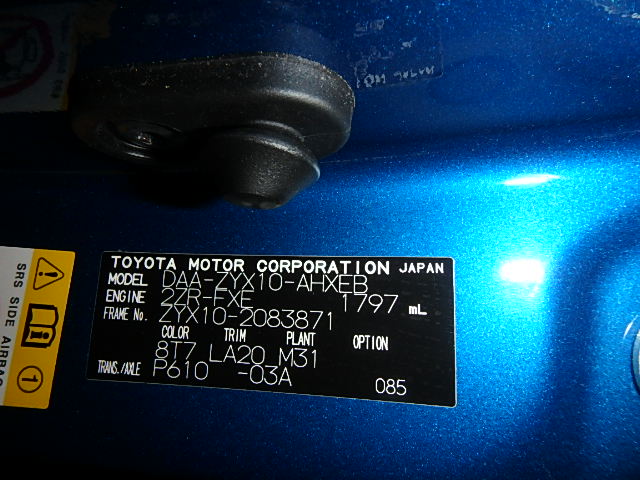 TOYOTA MOTOR CORPORATION JAPAN
MODEL DAA-ZYX10-AHXEB
ENGINE 2ZR-FXE 1797 mL
FRAME No. ZYX10-2083871
COLOR TRIM PLANT OPTION
8T7 LA20 M31
TRANS./AXLE P610 -03A 085
SRS SIDE AIRBAG
1